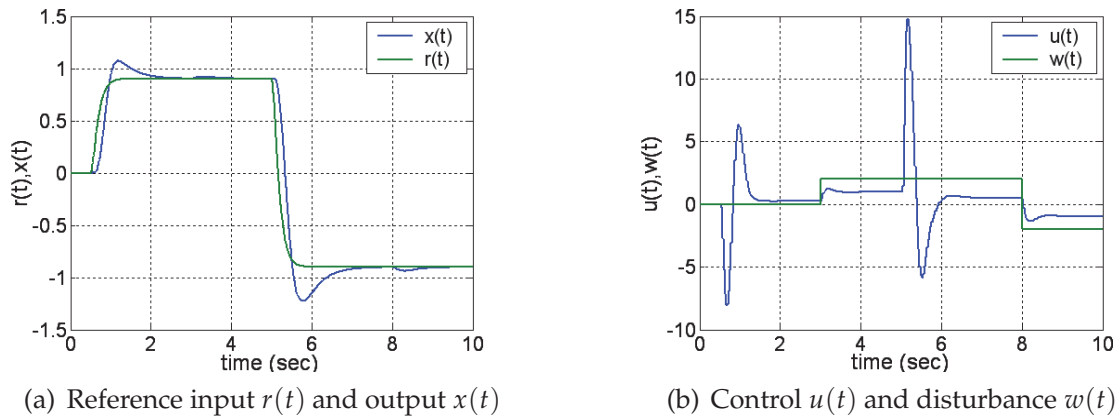 1.5
1
0.5
0
-0.5
-1
-1.5
r(t),x(t)
x(t)
r(t)
0
2
4
6
8
10
time (sec)
(a) Reference input r(t) and output x(t)
15
10
5
0
-5
-10
u(t),w(t)
u(t)
w(t)
0
2
4
6
8
10
time (sec)
(b) Control u(t) and disturbance w(t)